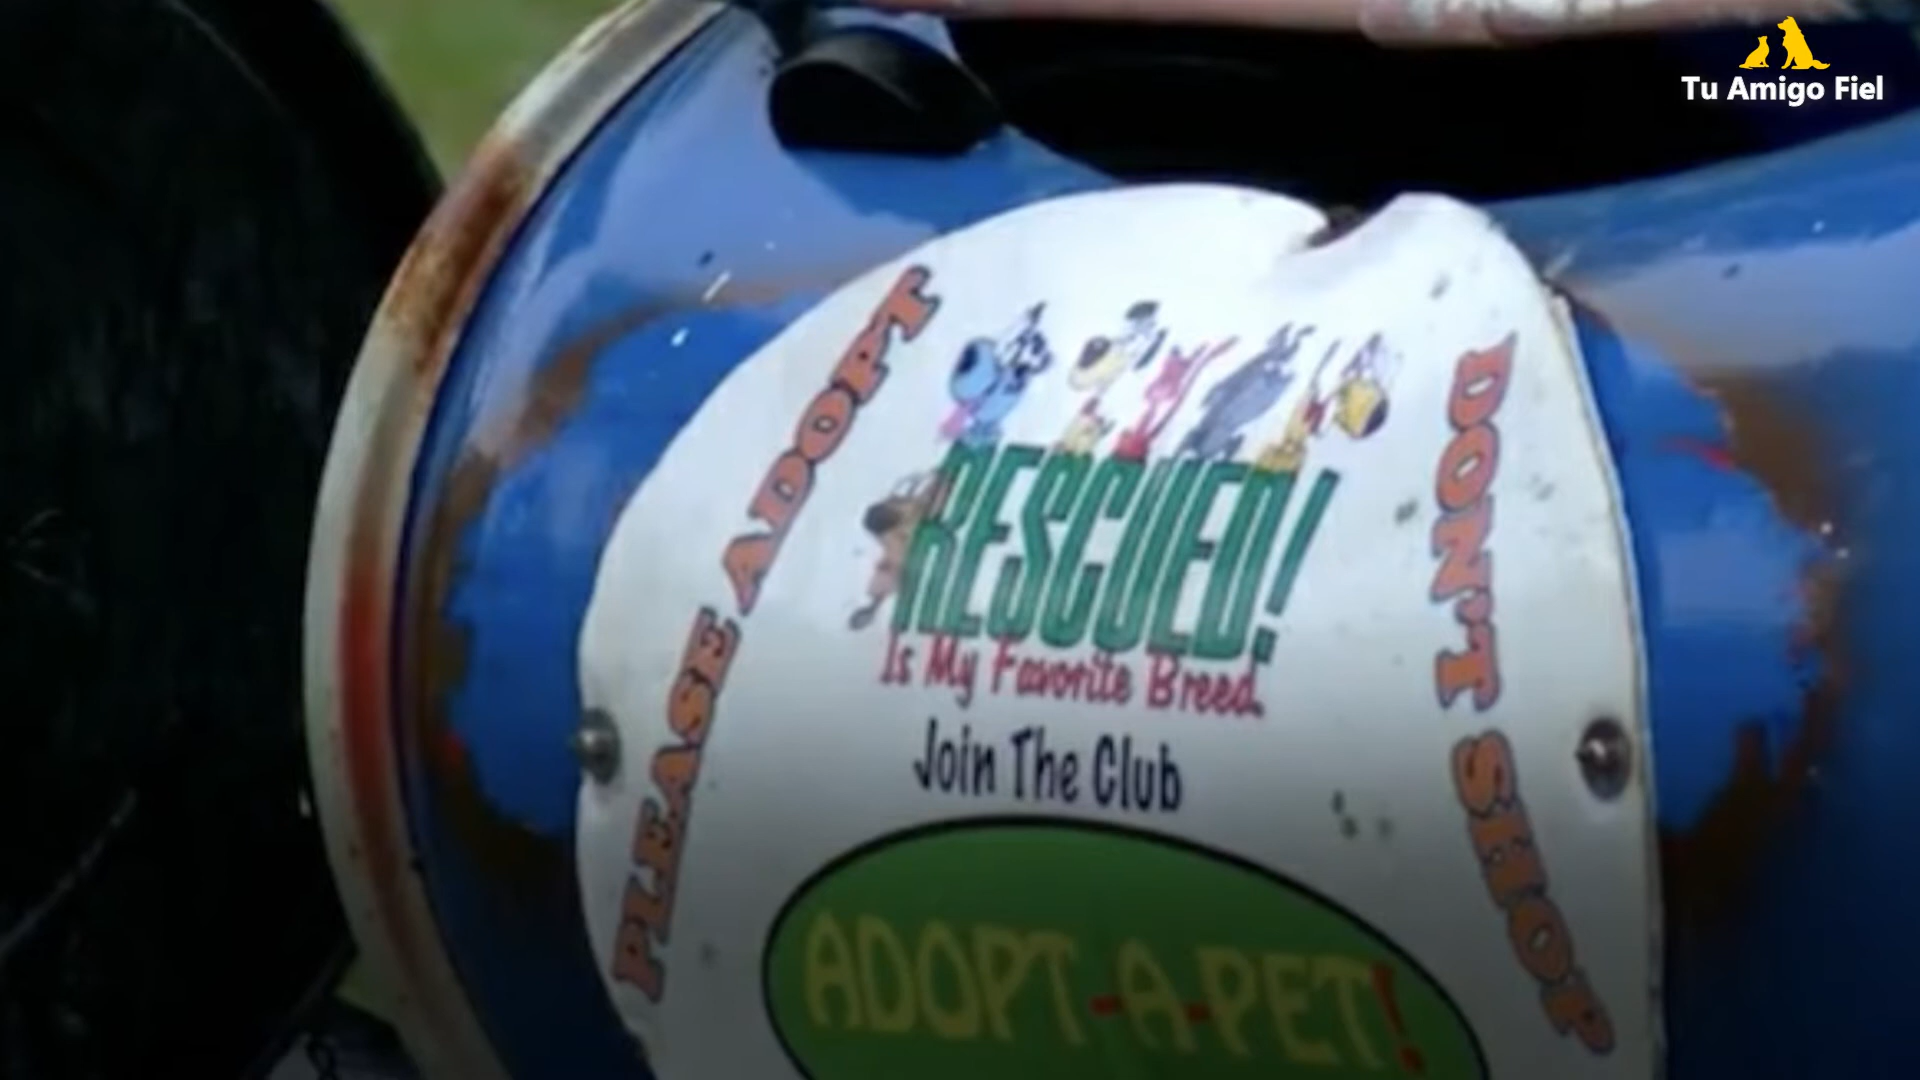 Tu Amigo Fiel
PLEASE ADOPT
DON'T SHOP
RESCUED!
Is My Favorite Breed.
Join The Club
ADOPT-A-PET!